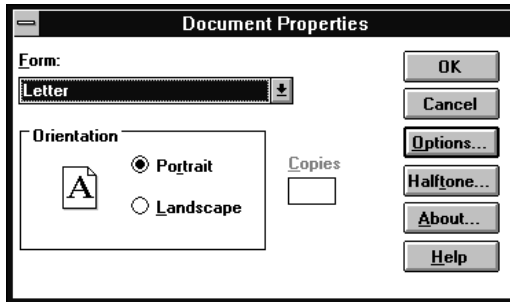 Document Properties
Form:
Letter
OK
Cancel
Orientation
A
Portrait
Landscape
Copies
Options...
Halftone...
About...
Help